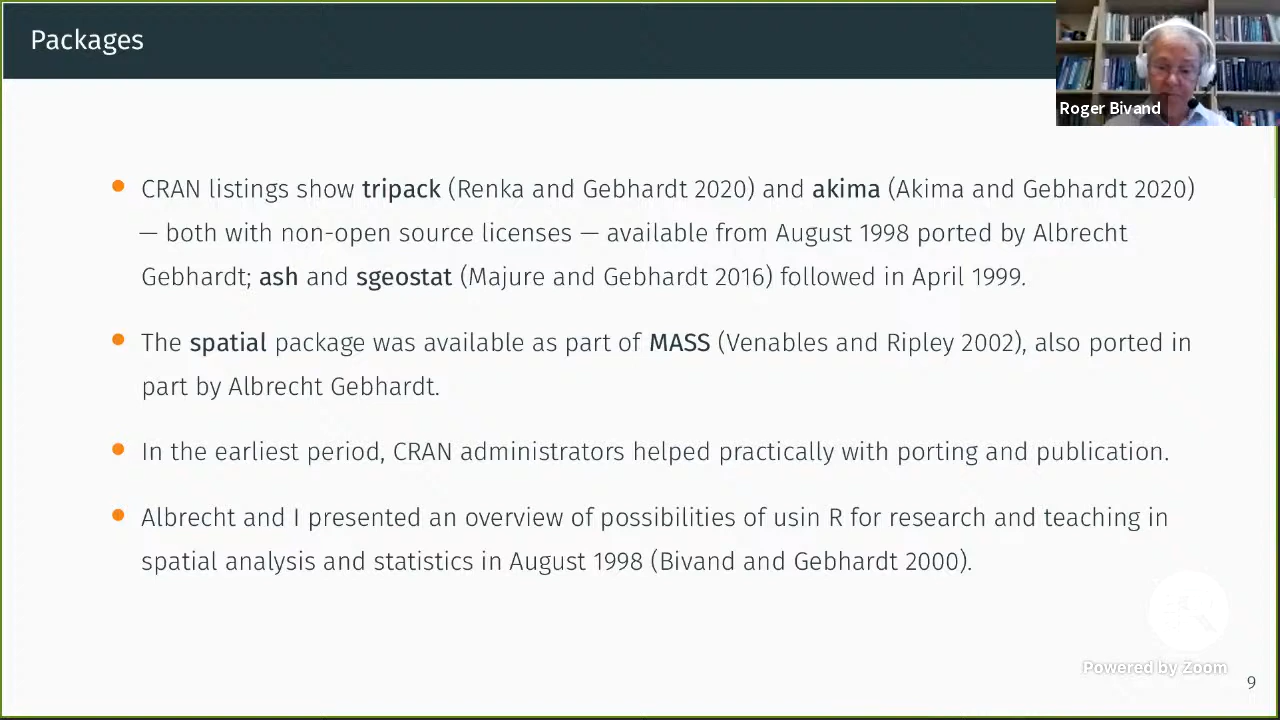 Packages
Roger Bivand
CRAN listings show tripack (Renka and Gebhardt 2020) and akima (Akima and Gebhardt 2020)
— both with non-open source licenses — available from August 1998 ported by Albrecht
Gebhardt; ash and sgeostat (Majure and Gebhardt 2016) followed in April 1999.
The spatial package was available as part of MASS (Venables and Ripley 2002), also ported in
part by Albrecht Gebhardt.
In the earliest period, CRAN administrators helped practically with porting and publication.
Albrecht and I presented an overview of possibilities of usin R for research and teaching in
spatial analysis and statistics in August 1998 (Bivand and Gebhardt 2000).
Powered by Zoom
9